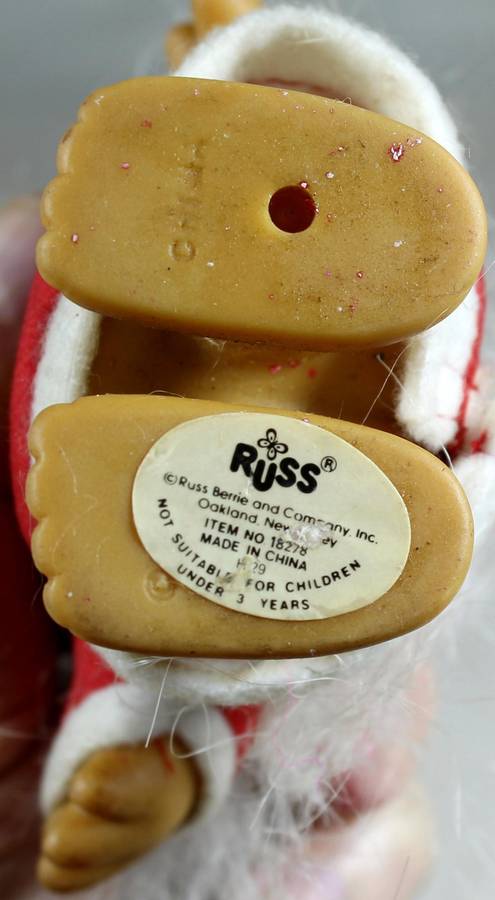 CHINA
RUSS®
©Russ Berrie and Company, Inc.
Oakland, New
ITEM NO 18278
MADE IN CHINA
29
NOT SUITABLE FOR CHILDREN
UNDER 3 YEARS
©